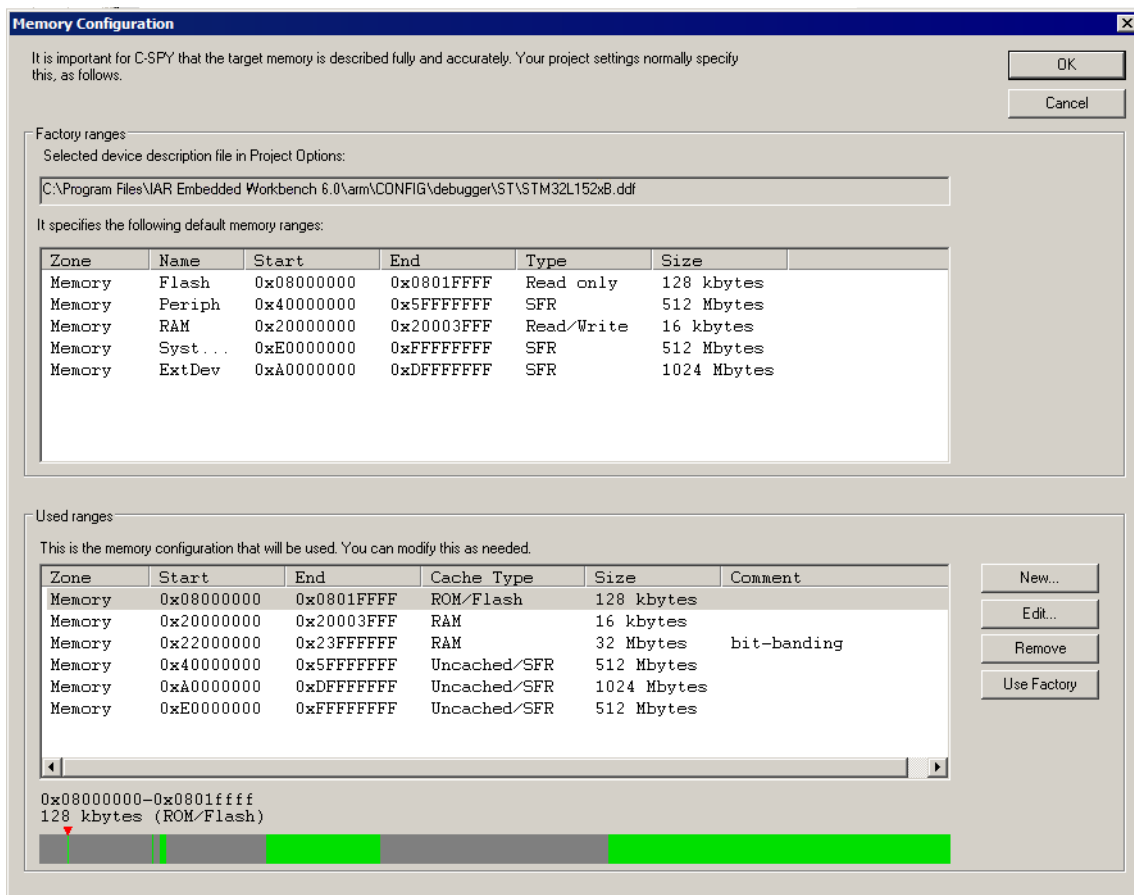 Memory Configuration
It is important for C-SPY that the target memory is described fully and accurately. Your project settings normally specify
this, as follows.
OK
Cancel
Factory ranges
Selected device description file in Project Options:
C:\Program Files\IAR Embedded Workbench 6.0\arm\CONFIG\debugger\ST\STM32L152xB.ddf
It specifies the following default memory ranges:
Zone Name Start End Type Size
Memory Flash 0x08000000 0x0801FFFF Read only 128 kbytes
Memory Periph 0x40000000 0x5FFFFFFF SFR 512 Mbytes
Memory RAM 0x20000000 0x20003FFF Read/Write 16 kbytes
Memory Syst... 0xE0000000 0xFFFFFFFF SFR 512 Mbytes
Memory ExtDev 0xA0000000 0xDFFFFFFF SFR 1024 Mbytes
Used ranges
This is the memory configuration that will be used. You can modify this as needed.
Zone Start End Cache Type Size Comment
Memory 0x08000000 0x0801FFFF ROM/Flash 128 kbytes
Memory 0x20000000 0x20003FFF RAM 16 kbytes
Memory 0x22000000 0x23FFFFFF RAM 32 Mbytes bit-banding
Memory 0x40000000 0x5FFFFFFF Uncached/SFR 512 Mbytes
Memory 0xA0000000 0xDFFFFFFF Uncached/SFR 1024 Mbytes
Memory 0xE0000000 0xFFFFFFFF Uncached/SFR 512 Mbytes
New...
Edit...
Remove
Use Factory
0x08000000-0x0801ffff
128 kbytes (ROM/Flash)